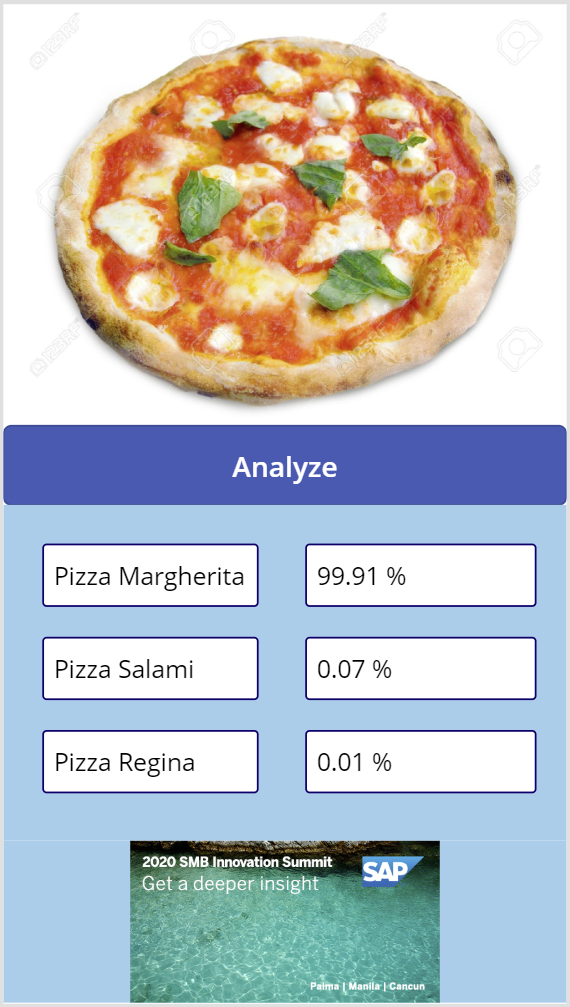 Analyze
Pizza Margherita 99.91 %
Pizza Salami 0.07 %
Pizza Regina 0.01 %
2020 SMB Innovation Summit
SAP
Get a deeper insight
Palma | Manila | Cancun